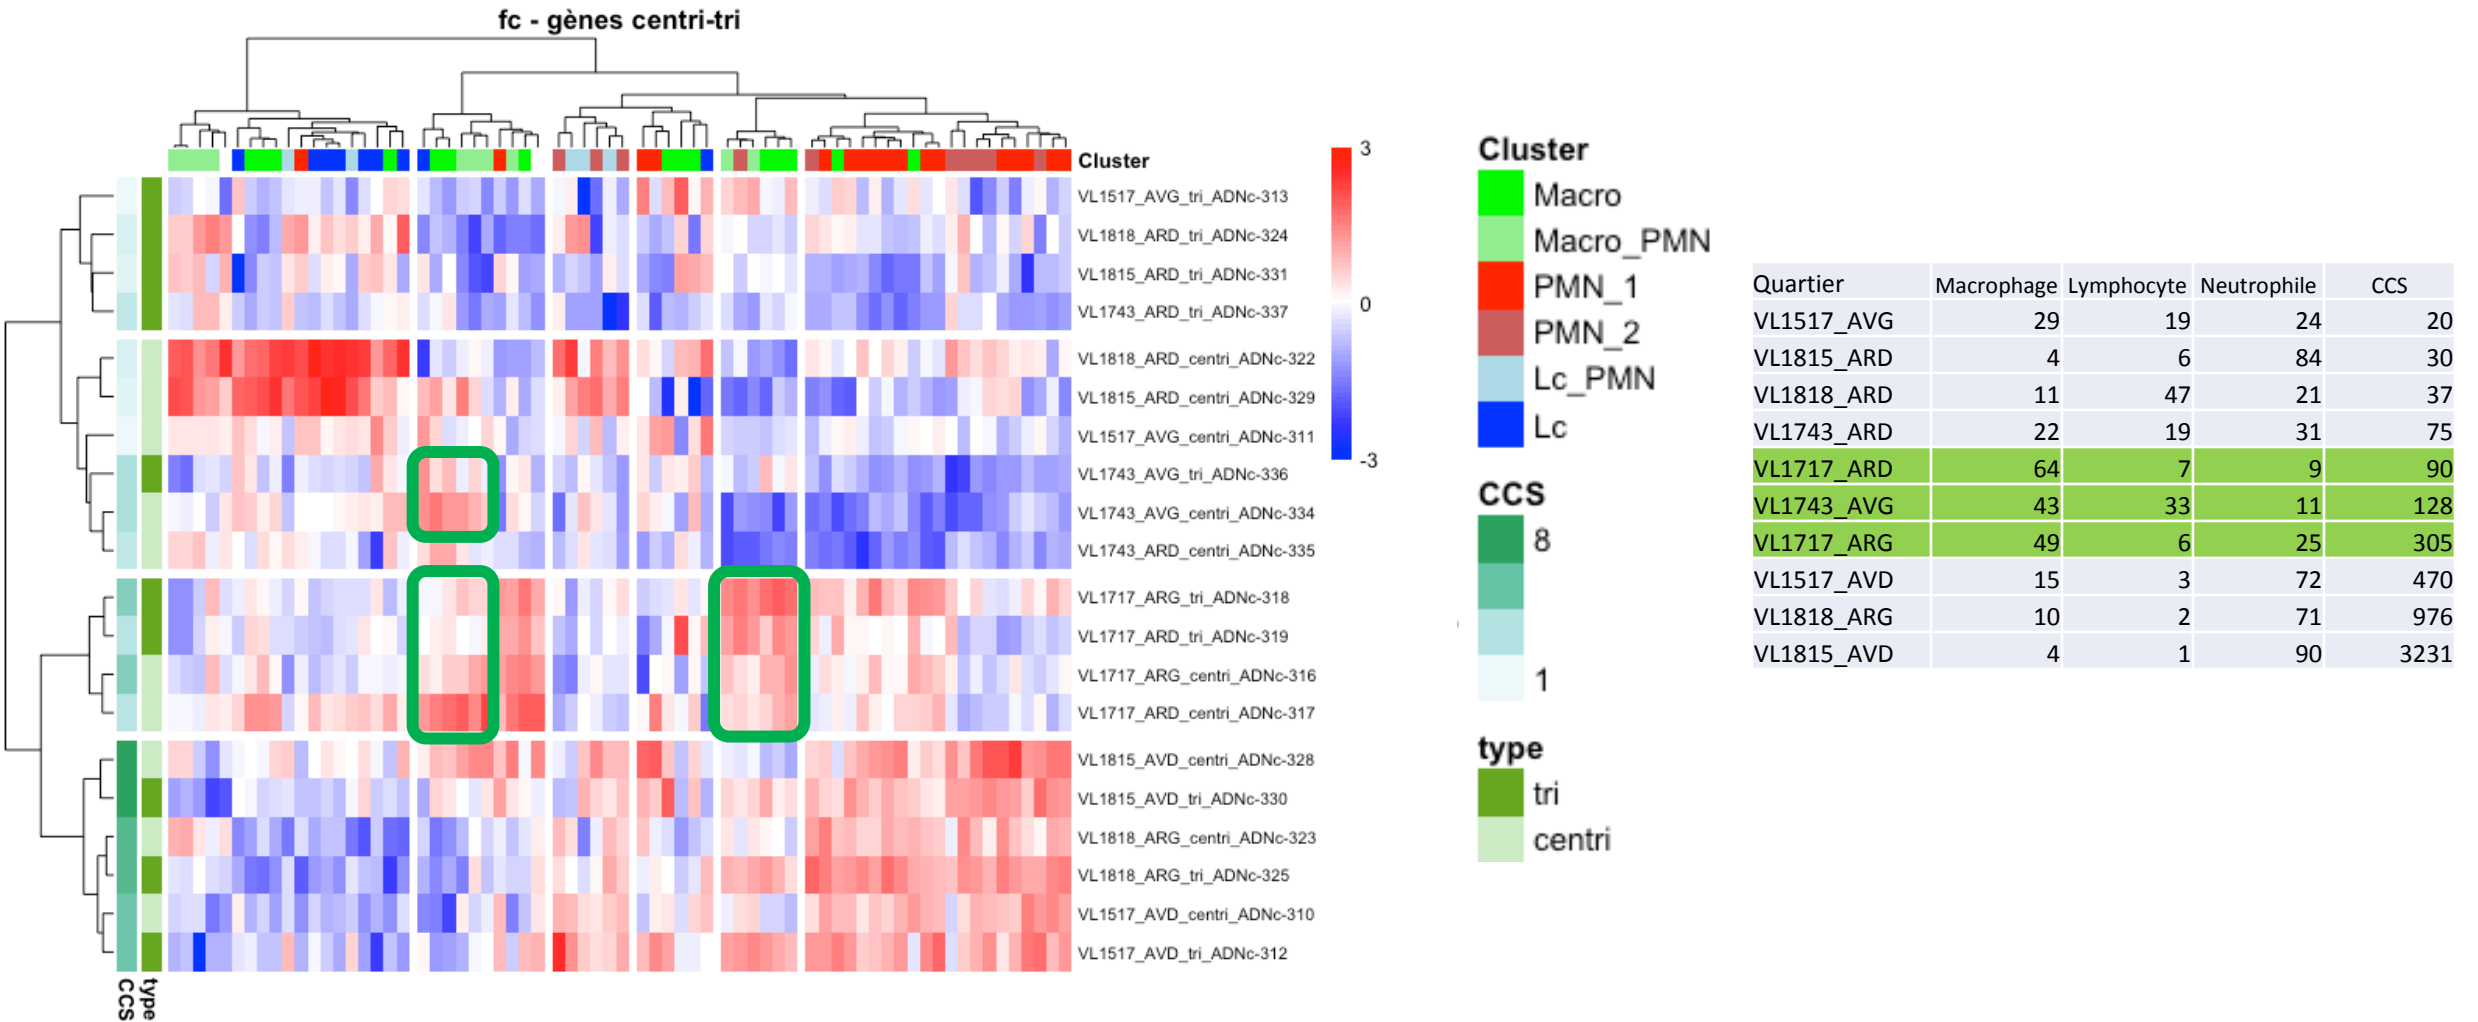 fc - gènes centri-tri
Cluster
VL1517_AVG_tri_ADNc-313
VL1818_ARD_tri_ADNc-324
VL1815_ARD_tri_ADNc-331
VL1743_ARD_tri_ADNc-337
VL1818_ARD_centri_ADNc-322
VL1815_ARD_centri_ADNc-329
VL1517_AVG_centri_ADNc-311
VL1743_AVG_tri_ADNc-336
VL1743_AVG_centri_ADNc-334
VL1743_ARD_centri_ADNc-335
VL1717_ARG_tri_ADNc-318
VL1717_ARD_tri_ADNc-319
VL1717_ARG_centri_ADNc-316
VL1717_ARD_centri_ADNc-317
VL1815_AVD_centri_ADNc-328
VL1815_AVD_tri_ADNc-330
VL1818_ARG_centri_ADNc-323
VL1818_ARG_tri_ADNc-325
VL1517_AVD_centri_ADNc-310
VL1517_AVD_tri_ADNc-312
CCS
type
3
0
-3
Cluster
Macro
Macro_PMN
PMN_1
PMN_2
Lc_PMN
Lc
CCS
8
1
type
tri
centri
Quartier Macrophage Lymphocyte Neutrophile CCS
VL1517_AVG 29 19 24 20
VL1815_ARD 4 6 84 30
VL1818_ARD 11 47 21 37
VL1743_ARD 22 19 31 75
VL1717_ARD 64 7 9 90
VL1743_AVG 43 33 11 128
VL1717_ARG 49 6 25 305
VL1517_AVD 15 3 72 470
VL1818_ARG 10 2 71 976
VL1815_AVD 4 1 90 3231